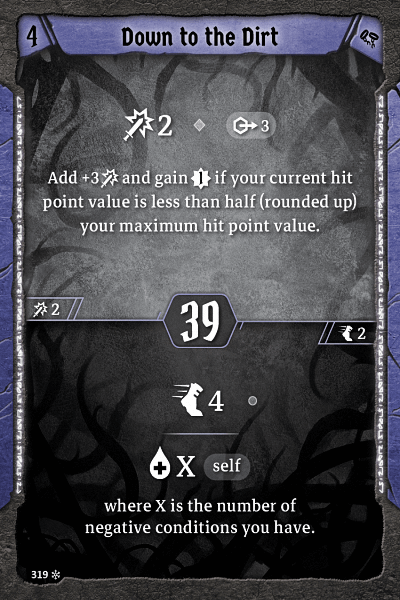 4
Down to the Dirt
2
3
Add +3 and gain 1 if your current hit
point value is less than half (rounded up)
your maximum hit point value.
2
39
2
4
X self
where X is the number of
negative conditions you have.
319